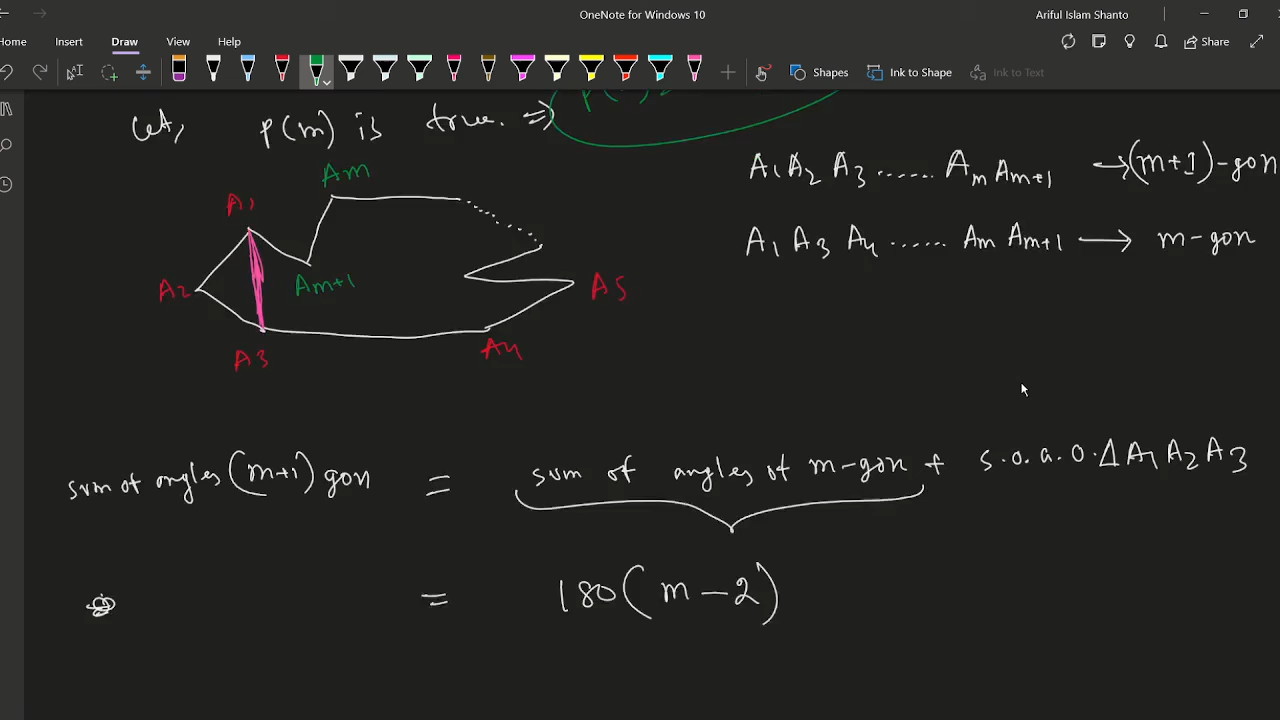 OneNote for Windows 10
Ariful Islam Shanto
Home Insert Draw View Help
Share
Shapes Ink to Shape Ink to Text
Let, P(m) is true. ⇒
A1 A2 A3 ...... Am Am+1 → (m+1)-gon
A1 A3 A4 ...... Am Am+1 → m-gon
Am
A1
A2
Am+1
A5
A3
A4
sum of angles (m+1) gon = sum of angles of m-gon + s.o.a.o. Δ A1 A2 A3
= 180(m-2)